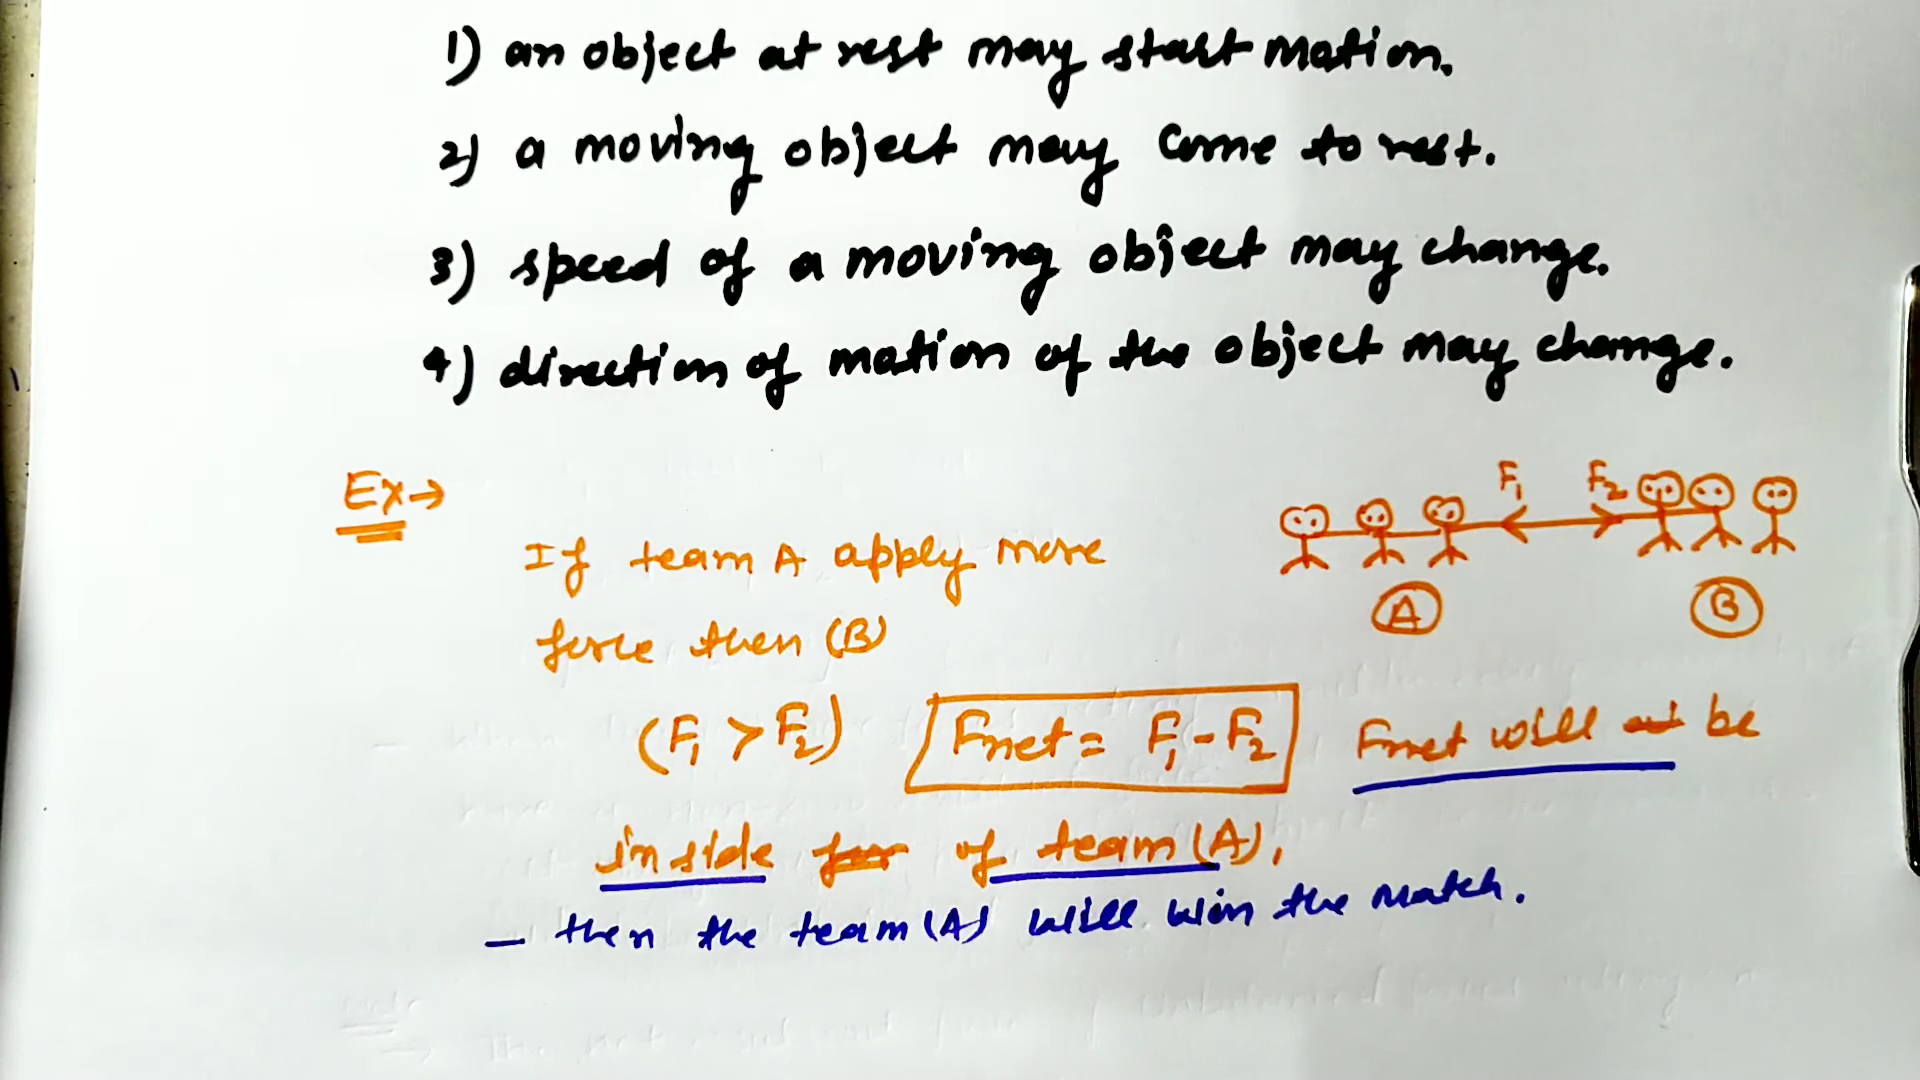 1) an object at rest may start motion.
2) a moving object may come to rest.
3) speed of a moving object may change.
4) direction of motion of the object may change.
Ex→
F₁ F₂
If team A apply more
force then (B)
A B
(F₁ > F₂) Fnet = F₁ - F₂ Fnet will be
in side of team (A),
– then the team (A) will win the match.